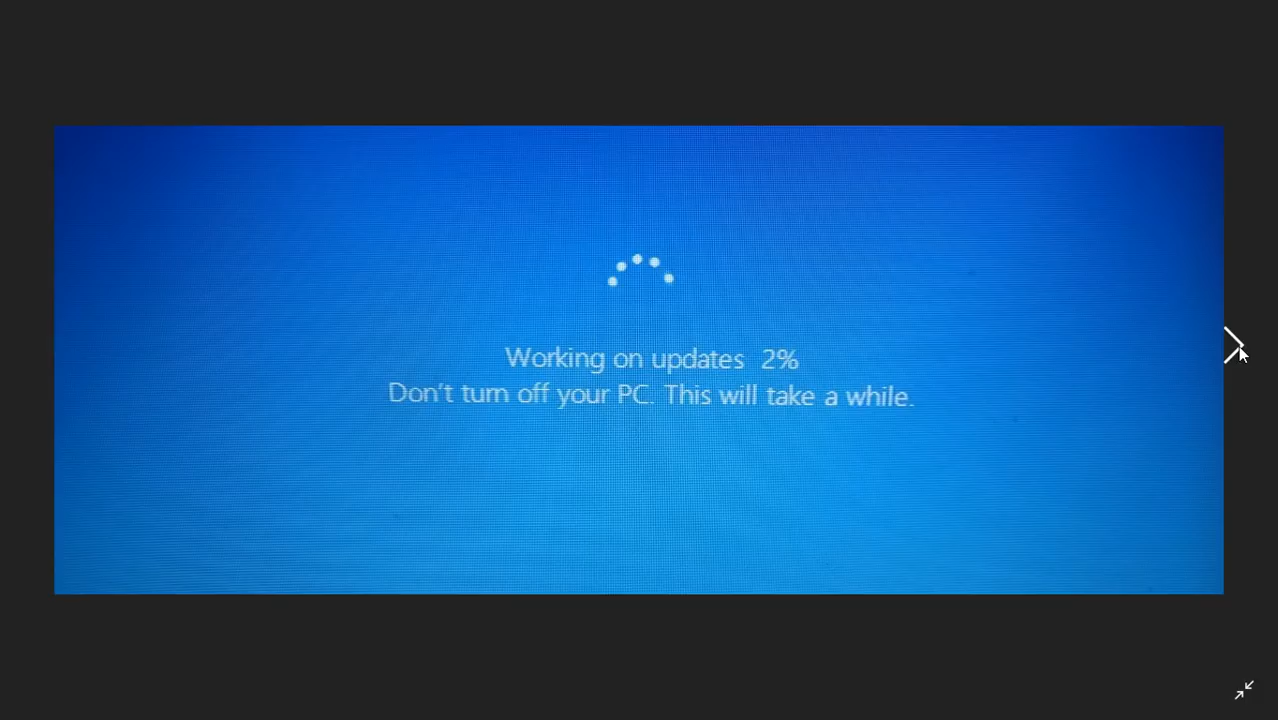 Working on updates 2%
Don't turn off your PC. This will take a while.